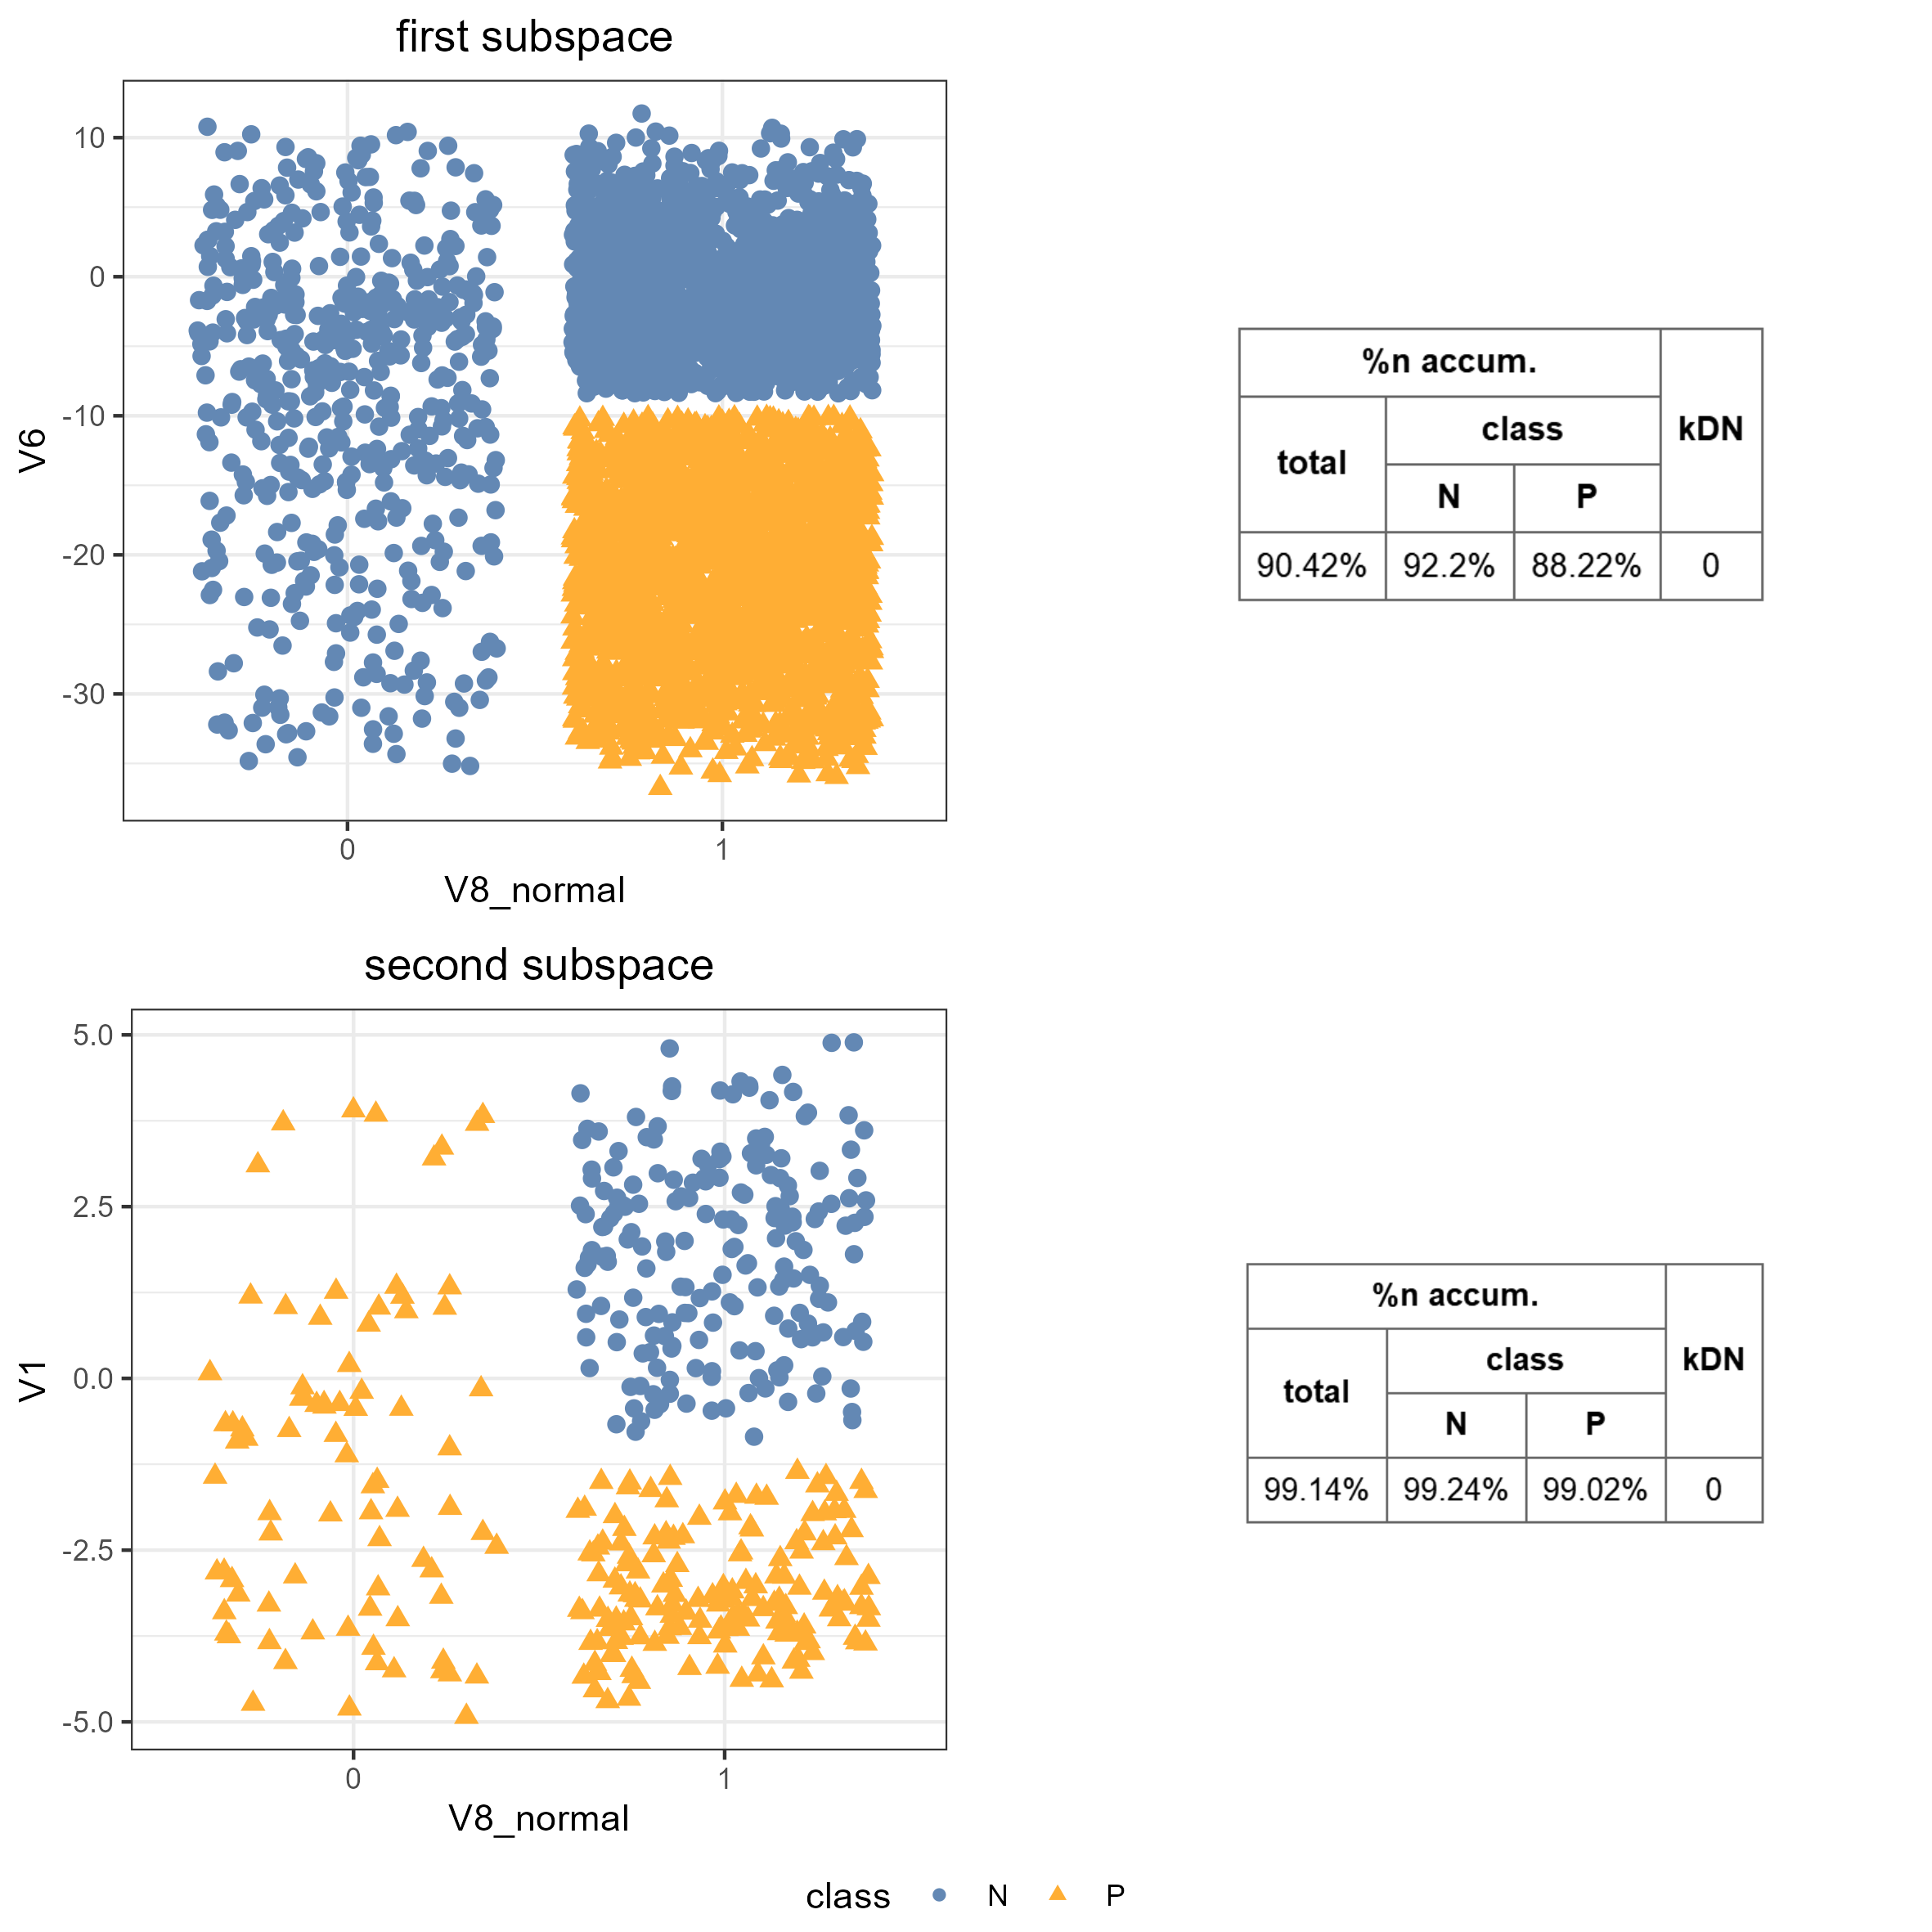 first subspace
10
0
-10
-20
-30
V6
0 1
V8_normal
%n accum.
kDN
total
class
N P
90.42% 92.2% 88.22% 0
second subspace
5.0
2.5
0.0
-2.5
-5.0
V1
0 1
V8_normal
%n accum.
kDN
total
class
N P
99.14% 99.24% 99.02% 0
class N P